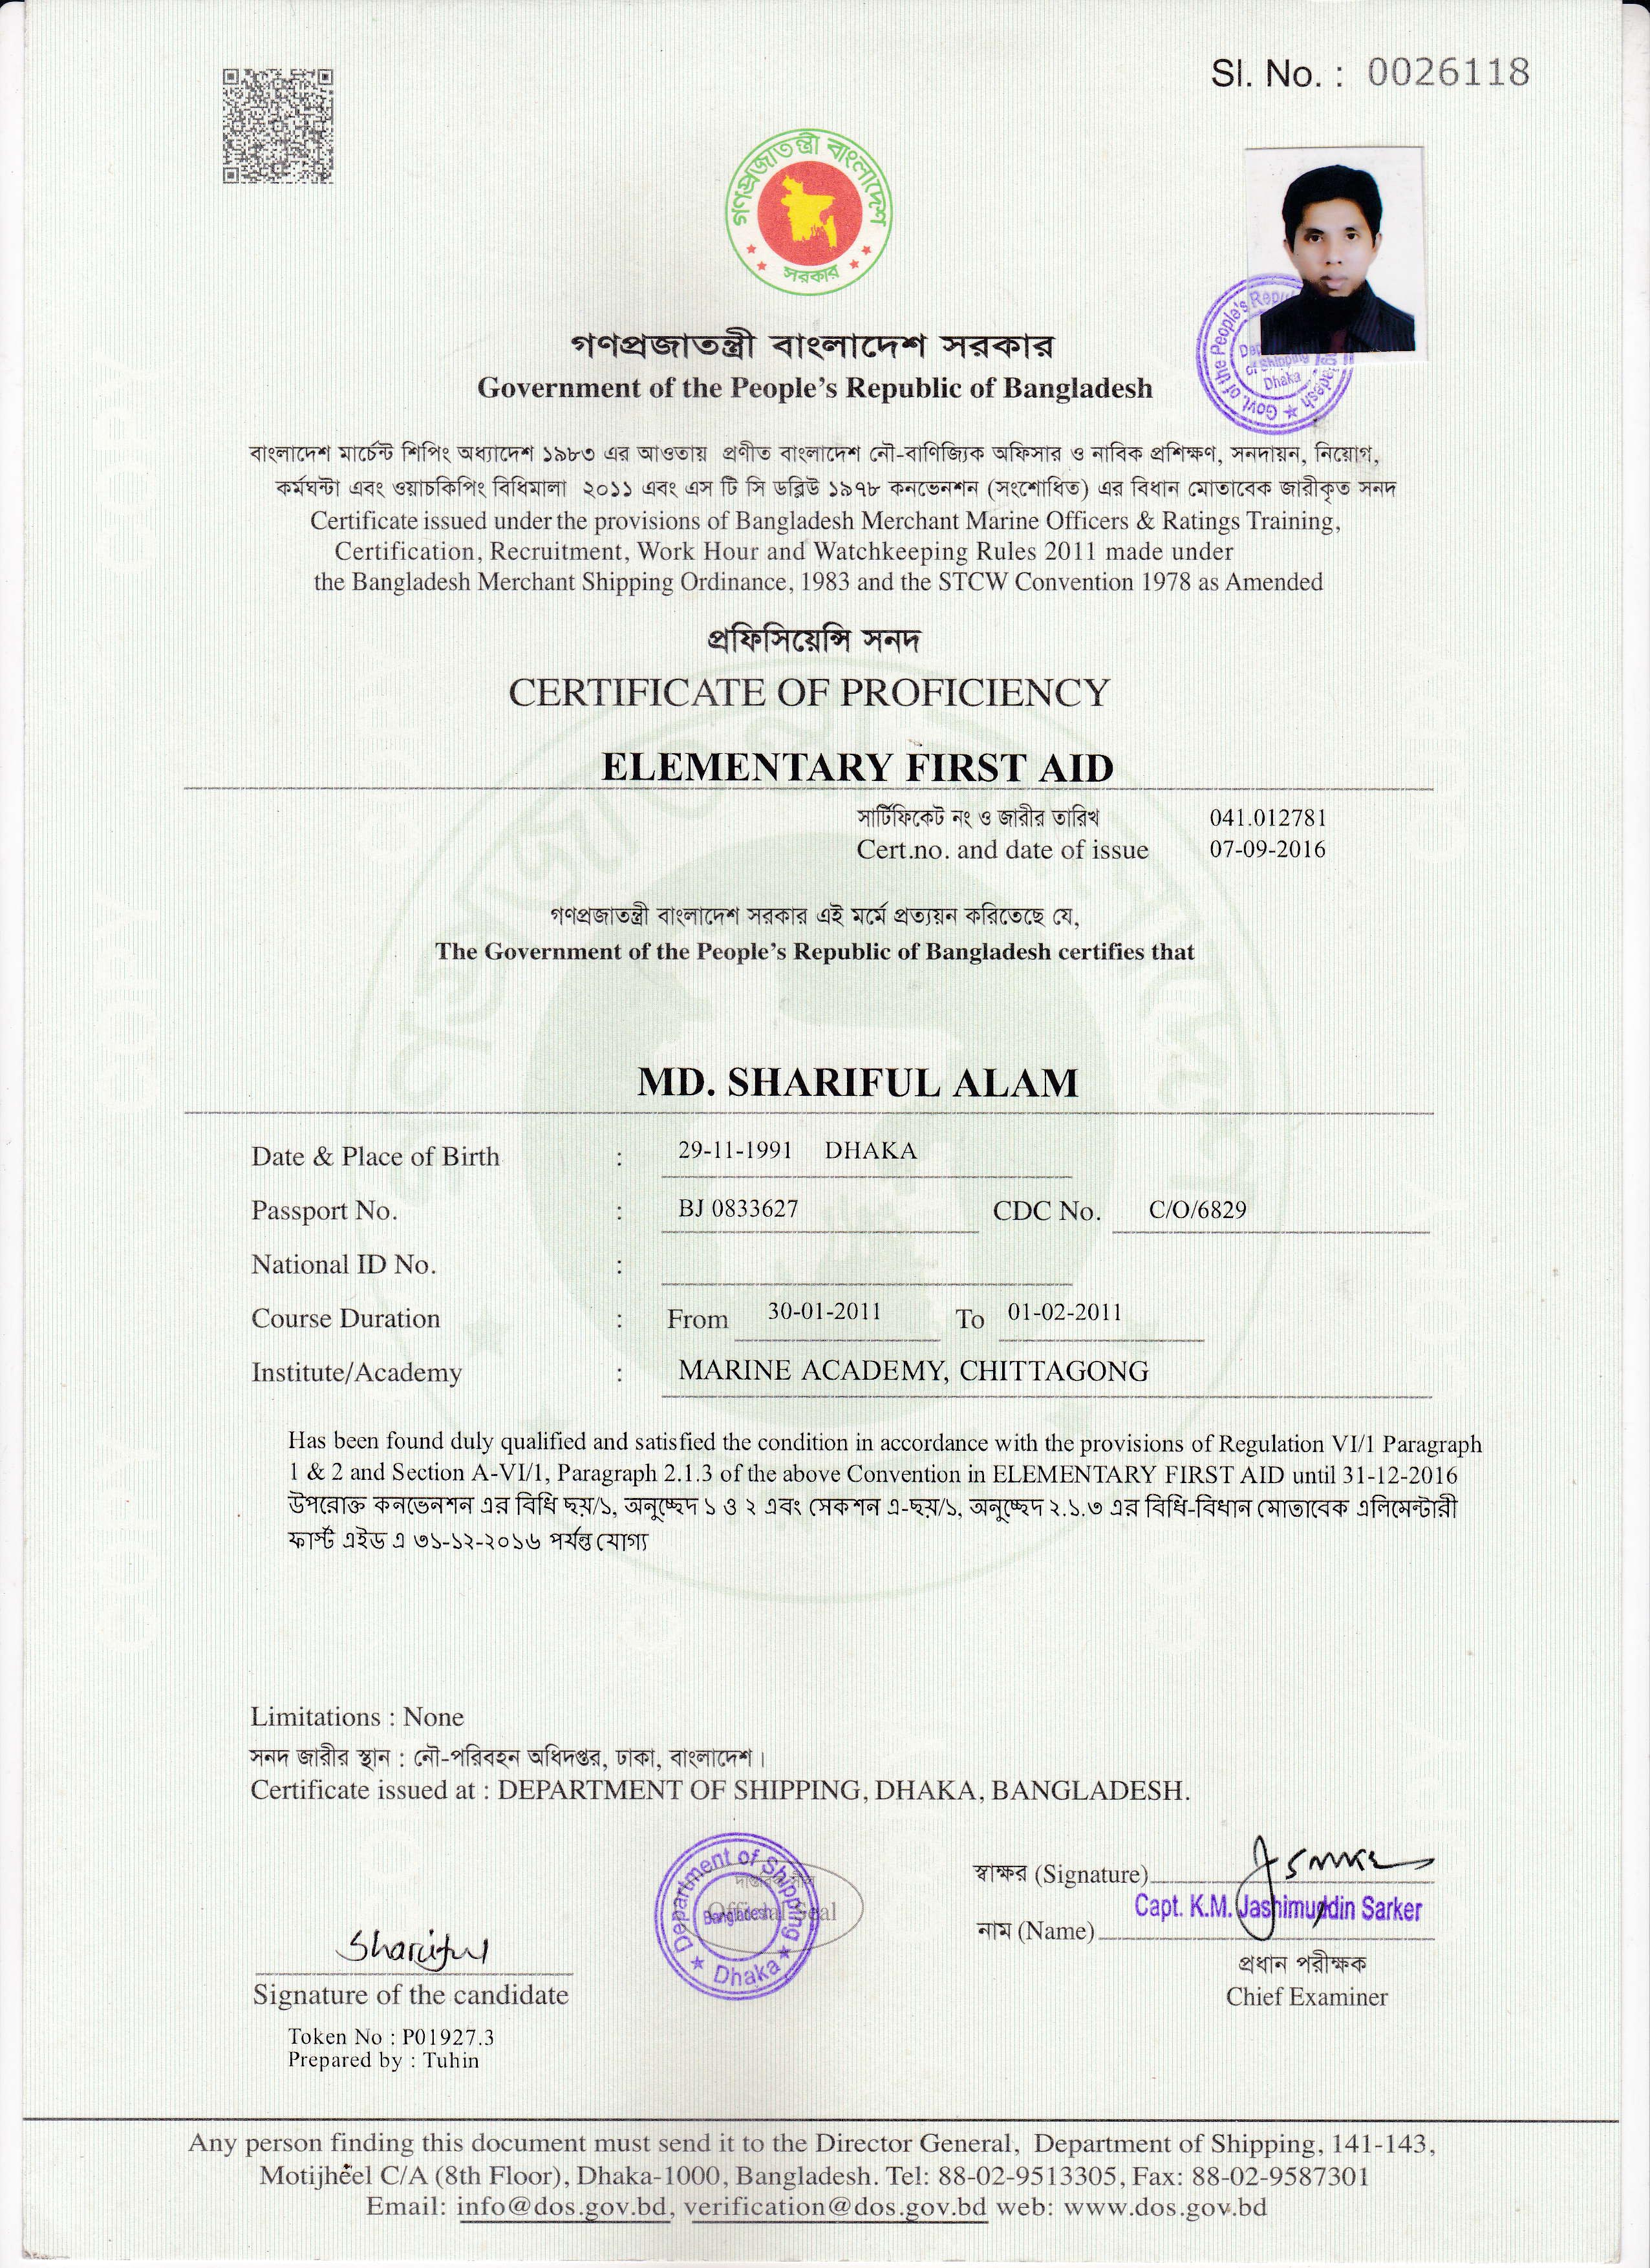 Sl. No. : 0026118
গণপ্রজাতন্ত্রী বাংলাদেশ
সরকার
Govt. of the People's Repu ladesh
of Shipping
Dhaka
গণপ্রজাতন্ত্রী বাংলাদেশ সরকার
Government of the People's Republic of Bangladesh
বাংলাদেশ মার্চেন্ট শিপিং অধ্যাদেশ ১৯৮৩ এর আওতায় প্রণীত বাংলাদেশ নৌ-বাণিজ্যিক অফিসার ও নাবিক প্রশিক্ষণ, সনদায়ন, নিয়োগ,
কর্মঘন্টা এবং ওয়াচকিপিং বিধিমালা ২০১১ এবং এস টি সি ডব্লিউ ১৯৭৮ কনভেনশন (সংশোধিত) এর বিধান মোতাবেক জারীকৃত সনদ
Certificate issued under the provisions of Bangladesh Merchant Marine Officers & Ratings Training,
Certification, Recruitment, Work Hour and Watchkeeping Rules 2011 made under
the Bangladesh Merchant Shipping Ordinance, 1983 and the STCW Convention 1978 as Amended
প্রফিসিয়েন্সি সনদ
CERTIFICATE OF PROFICIENCY
ELEMENTARY FIRST AID
সার্টিফিকেট নং ও জারীর তারিখ 041.012781
Cert.no. and date of issue 07-09-2016
গণপ্রজাতন্ত্রী বাংলাদেশ সরকার এই মর্মে প্রত্যয়ন করিতেছে যে,
The Government of the People's Republic of Bangladesh certifies that
MD. SHARIFUL ALAM
Date & Place of Birth : 29-11-1991 DHAKA
Passport No. : BJ 0833627 CDC No. C/O/6829
National ID No. :
Course Duration : From 30-01-2011 To 01-02-2011
Institute/Academy : MARINE ACADEMY, CHITTAGONG
Has been found duly qualified and satisfied the condition in accordance with the provisions of Regulation VI/1 Paragraph
1 & 2 and Section A-VI/1, Paragraph 2.1.3 of the above Convention in ELEMENTARY FIRST AID until 31-12-2016
উপরোক্ত কনভেনশন এর বিধি ছয়/১, অনুচ্ছেদ ১ ও ২ এবং সেকশন এ-ছয়/১, অনুচ্ছেদ ২.১.৩ এর বিধি-বিধান মোতাবেক এলিমেন্টারী
ফার্স্ট এইড এ ৩১-১২-২০১৬ পর্যন্ত যোগ্য
Limitations : None
সনদ জারীর স্থান : নৌ-পরিবহন অধিদপ্তর, ঢাকা, বাংলাদেশ।
Certificate issued at : DEPARTMENT OF SHIPPING, DHAKA, BANGLADESH.
Department of Shipping
Bangladesh
Dhaka
Official Seal
স্বাক্ষর (Signature)
Capt. K.M. Jashimuddin Sarker
নাম (Name)
প্রধান পরীক্ষক
Chief Examiner
Shariful
Signature of the candidate
Token No : P01927.3
Prepared by : Tuhin
Any person finding this document must send it to the Director General, Department of Shipping, 141-143,
Motijheel C/A (8th Floor), Dhaka-1000, Bangladesh. Tel: 88-02-9513305, Fax: 88-02-9587301
Email: info@dos.gov.bd, verification@dos.gov.bd web: www.dos.gov.bd